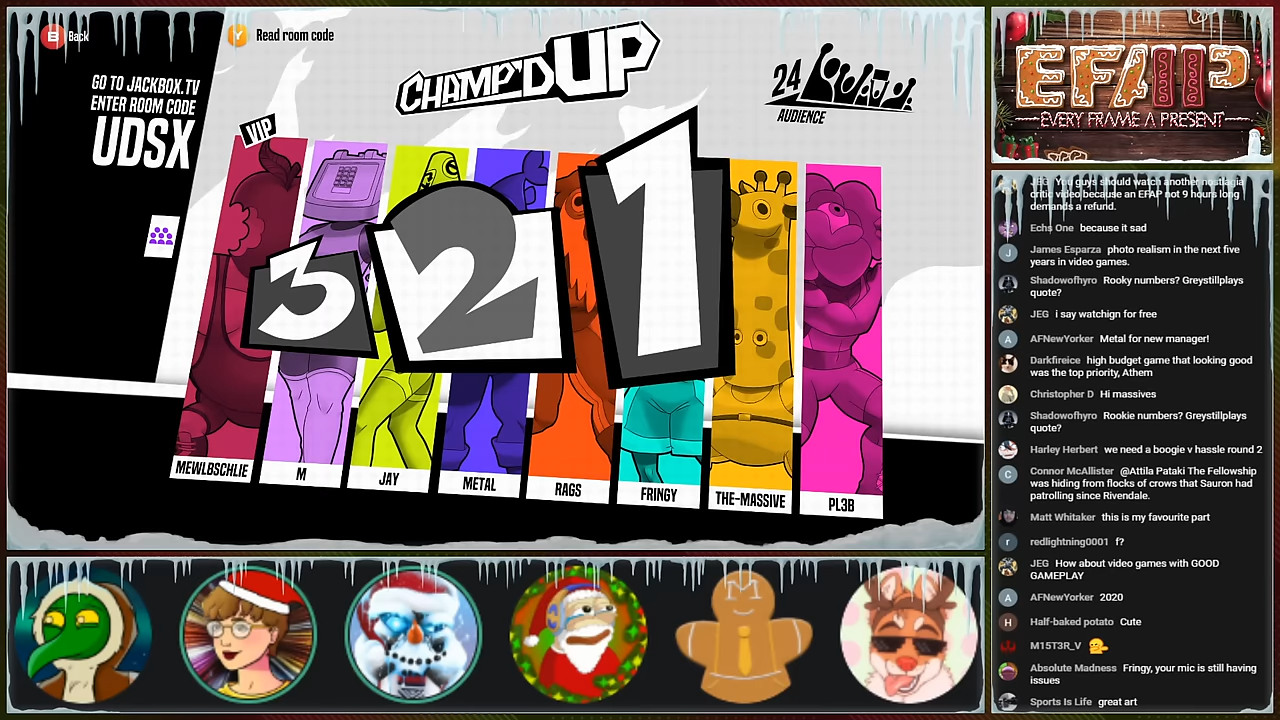 B Back
Y Read room code
GO TO JACKBOX.TV
ENTER ROOM CODE
UDSX
CHAMP'D UP
24
AUDIENCE
VIP
3 2 1
MEWLBSCHLIE
M
JAY
METAL
RAGS
FRINGY
THE-MASSIVE
PL3B
M
EFAP
EVERY FRAME A PRESENT
JEG You guys should watch another nostalgia
critic video because an EFAP not 9 hours long
demands a refund.
Echs One because it sad
James Esparza photo realism in the next five
years in video games.
Shadowofhyro Rooky numbers? Greystillplays
quote?
JEG i say watchign for free
AFNewYorker Metal for new manager!
Darkfireice high budget game that looking good
was the top priority, Athem
Christopher D Hi massives
Shadowofhyro Rookie numbers? Greystillplays
quote?
Harley Herbert we need a boogie v hassle round 2
Connor McAllister @Attila Pataki The Fellowship
was hiding from flocks of crows that Sauron had
patrolling since Rivendale.
Matt Whitaker this is my favourite part
redlightning0001 f?
JEG How about video games with GOOD
GAMEPLAY
AFNewYorker 2020
Half-baked potato Cute
M15T3R_V
Absolute Madness Fringy, your mic is still having
issues
Sports Is Life great art